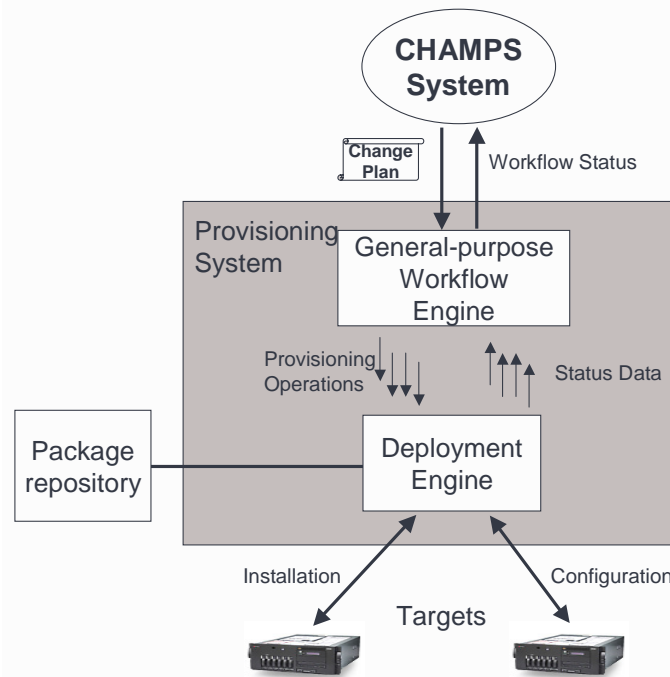 CHAMPS
System
Change
Plan
Workflow Status
Provisioning
System
General-purpose
Workflow
Engine
Provisioning
Operations
Status Data
Package
repository
Deployment
Engine
Installation
Configuration
Targets